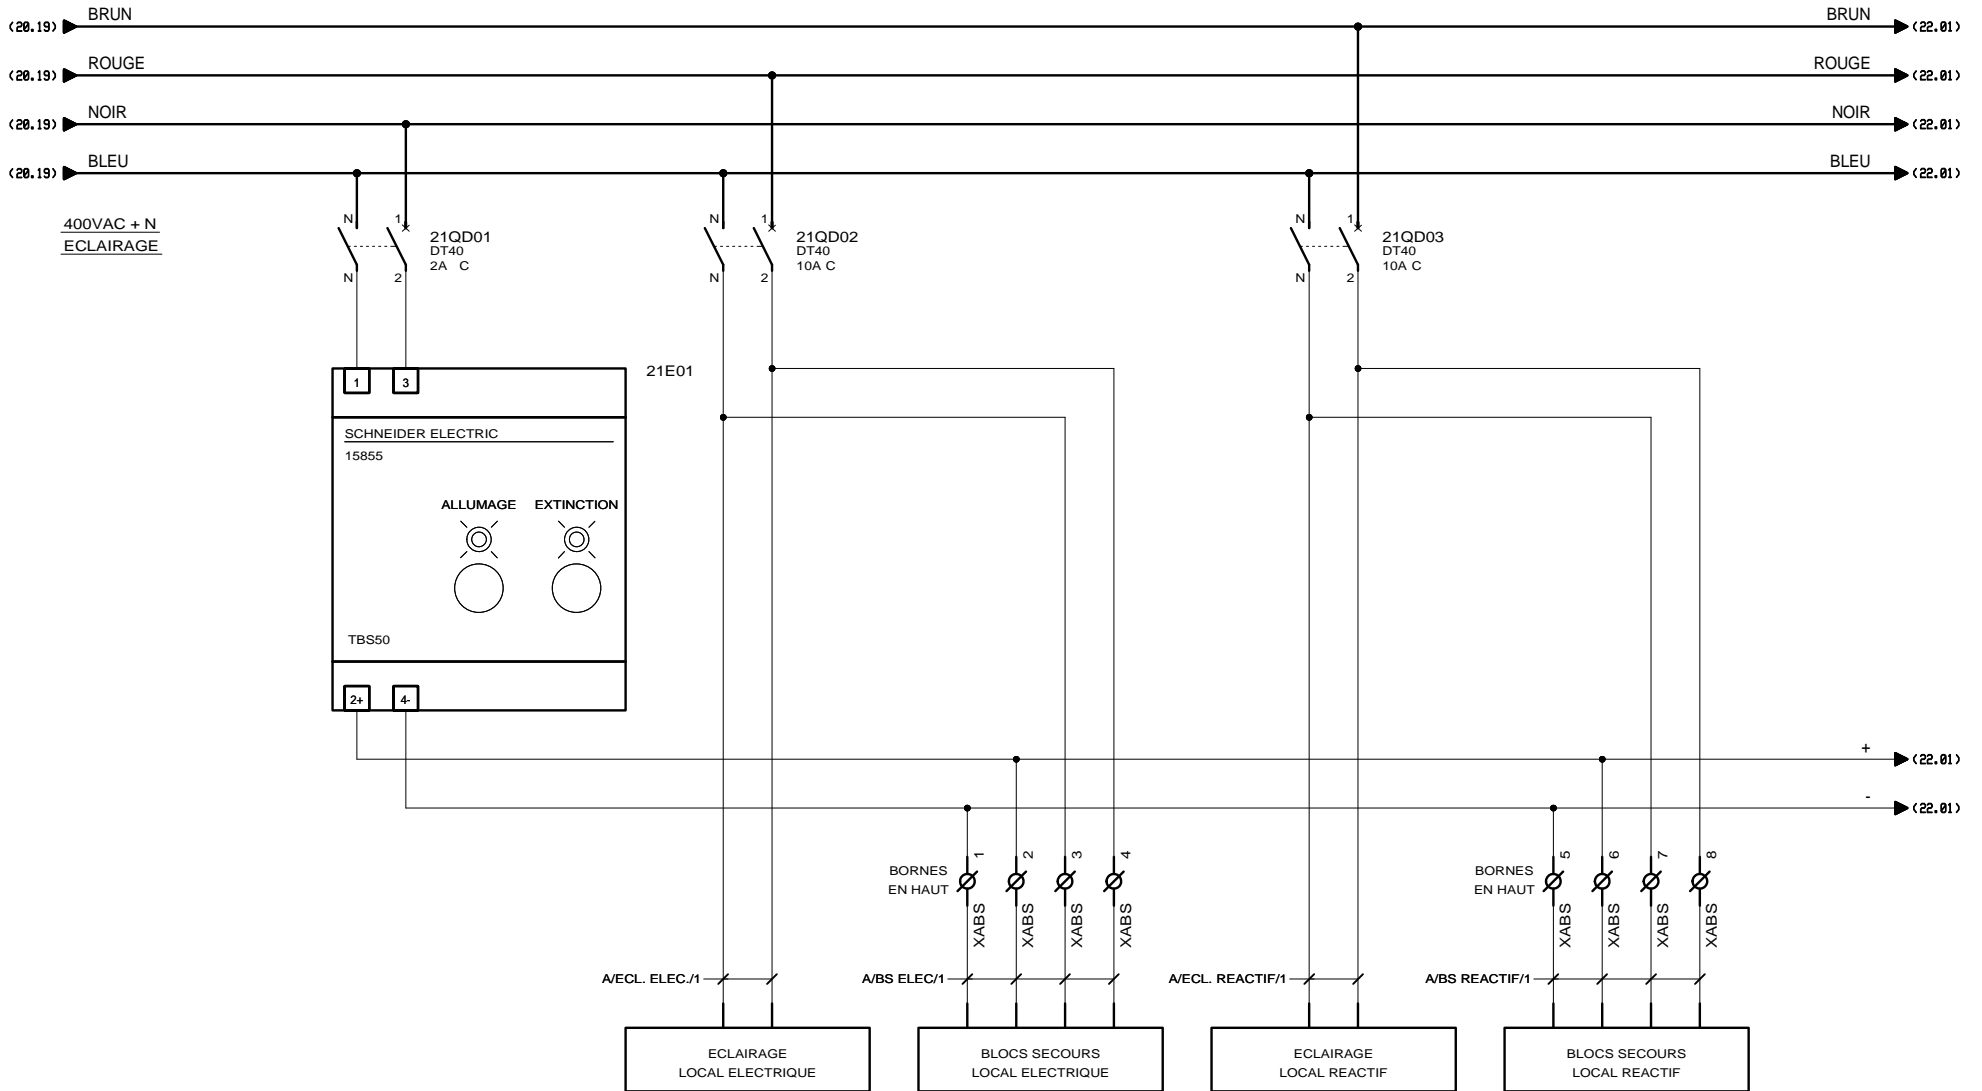 (20.19) BRUN BRUN (22.01)
(20.19) ROUGE ROUGE (22.01)
(20.19) NOIR NOIR (22.01)
(20.19) BLEU BLEU (22.01)
400VAC + N
ECLAIRAGE
N 1 N 1 N 1
21QD01 21QD02 21QD03
DT40 DT40 DT40
2A C 10A C 10A C
N 2 N 2 N 2
21E01
1 3
SCHNEIDER ELECTRIC
15855
ALLUMAGE EXTINCTION
TBS50
2+ 4-
+ (22.01)
- (22.01)
1 2 3 4 5 6 7 8
BORNES BORNES
EN HAUT EN HAUT
XABS XABS XABS XABS XABS XABS XABS XABS
A/ECL. ELEC./1 A/BS ELEC/1 A/ECL. REACTIF/1 A/BS REACTIF/1
ECLAIRAGE
LOCAL ELECTRIQUE
BLOCS SECOURS
LOCAL ELECTRIQUE
ECLAIRAGE
LOCAL REACTIF
BLOCS SECOURS
LOCAL REACTIF